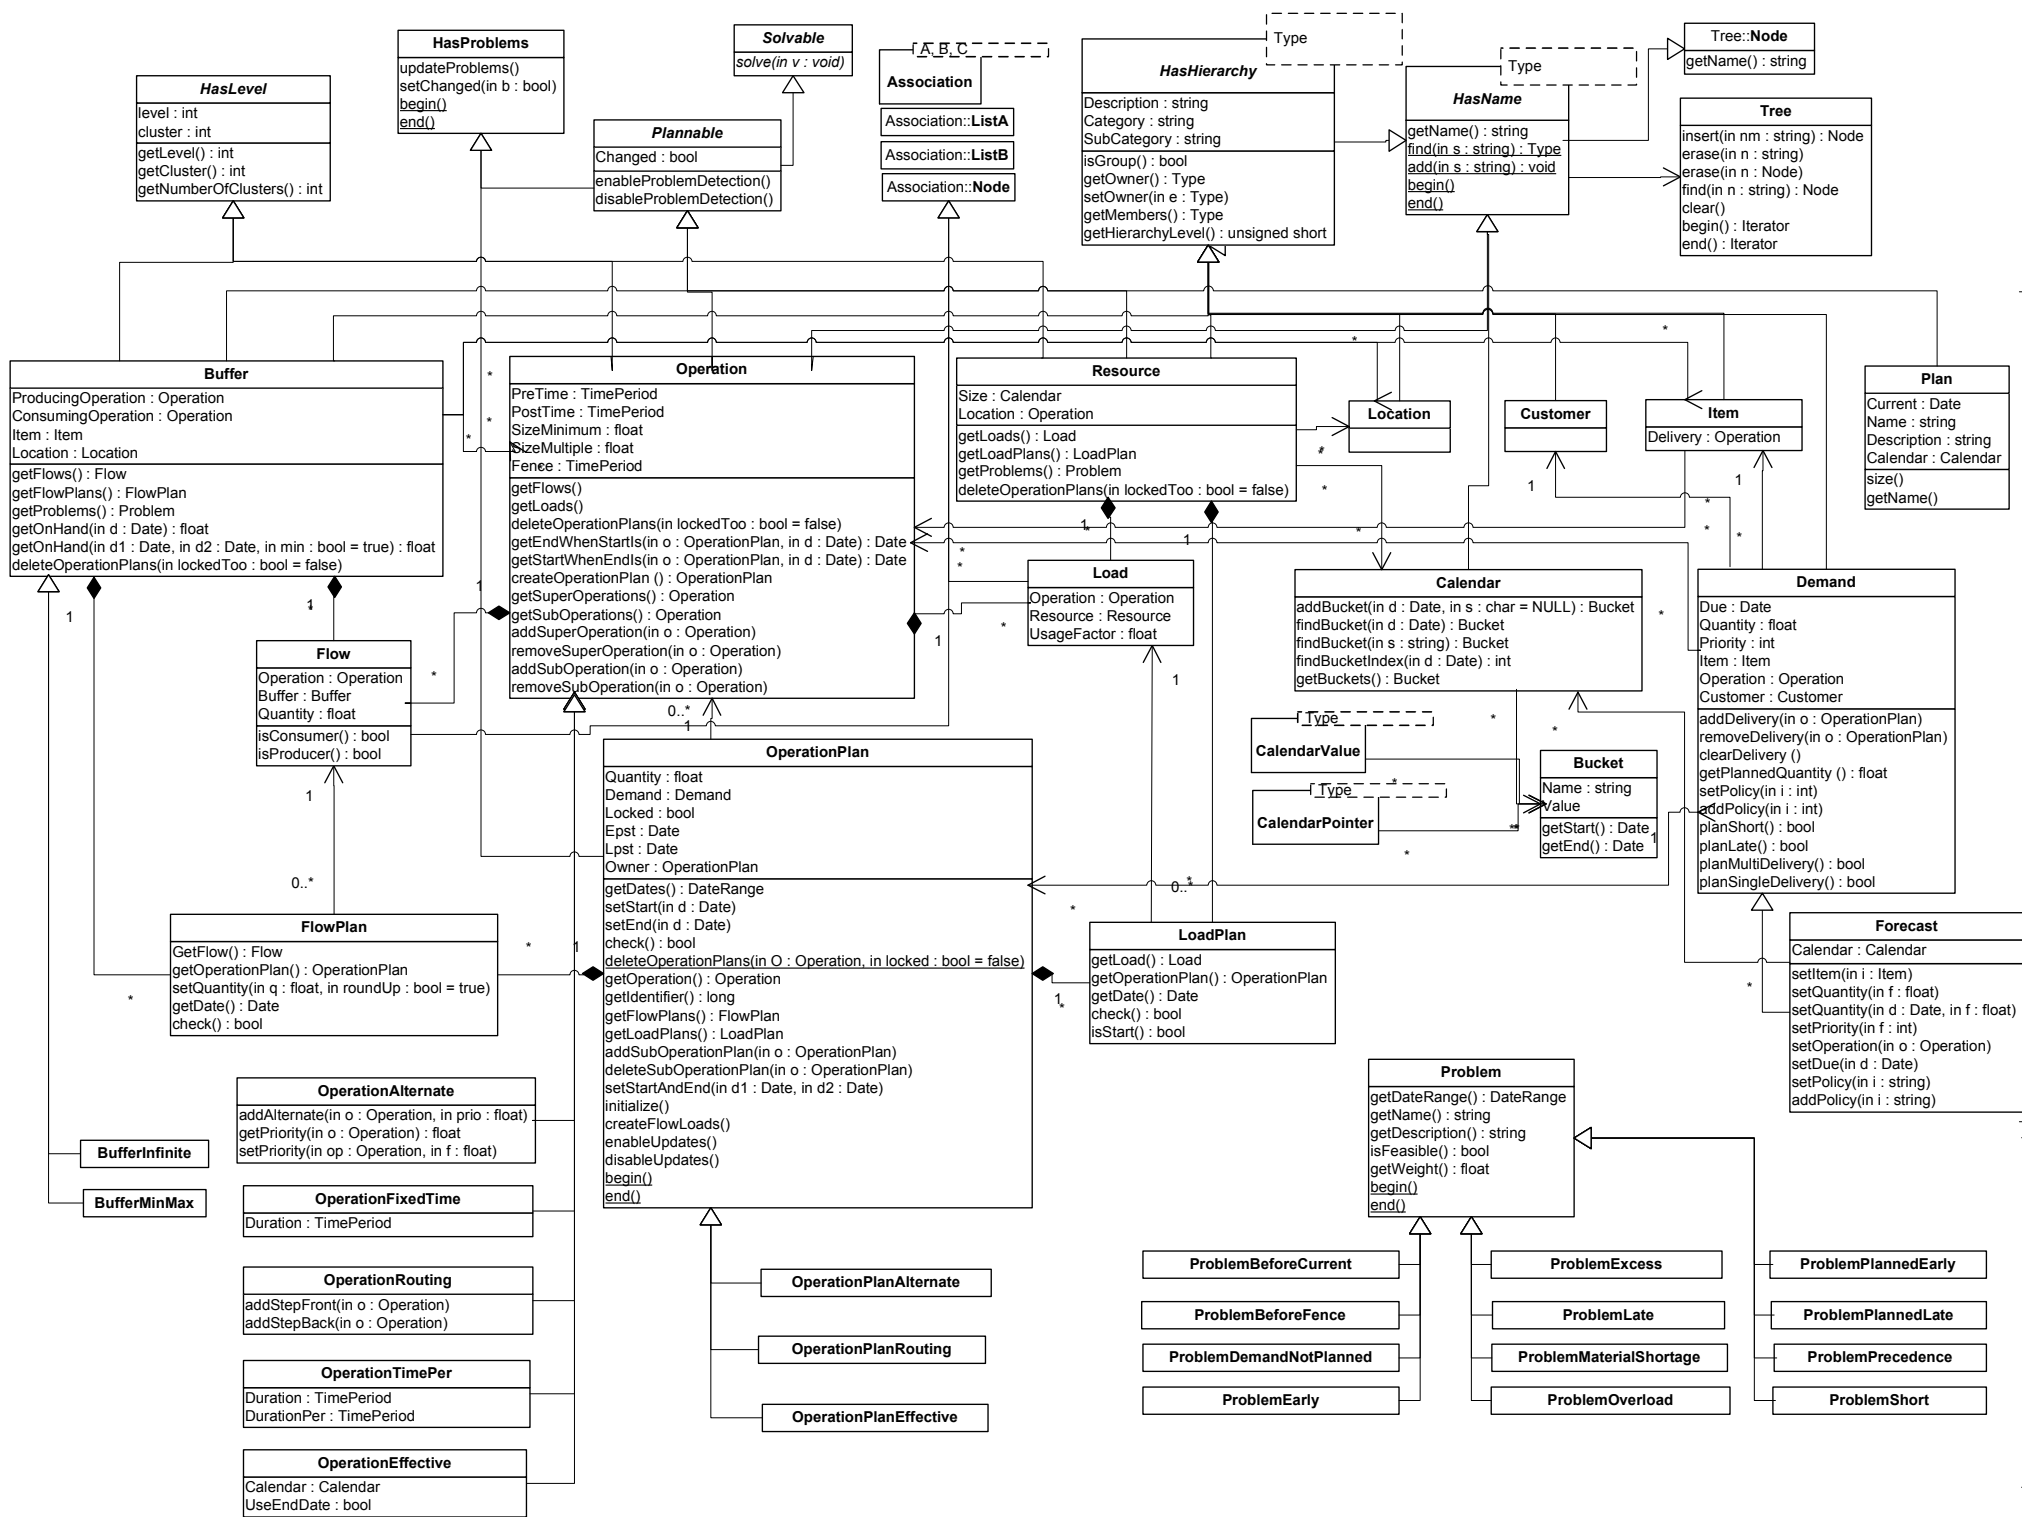 HasLevel
level : int
cluster : int
getLevel() : int
getCluster() : int
getNumberOfClusters() : int
HasProblems
updateProblems()
setChanged(in b : bool)
begin()
end()
Solvable
solve(in v : void)
Plannable
Changed : bool
enableProblemDetection()
disableProblemDetection()
A, B, C
Association
Association::ListA
Association::ListB
Association::Node
Type
HasHierarchy
Description : string
Category : string
SubCategory : string
isGroup() : bool
getOwner() : Type
setOwner(in e : Type)
getMembers() : Type
getHierarchyLevel() : unsigned short
Type
HasName
getName() : string
find(in s : string) : Type
add(in s : string) : void
begin()
end()
Tree::Node
getName() : string
Tree
insert(in nm : string) : Node
erase(in n : string)
erase(in n : Node)
find(in n : string) : Node
clear()
begin() : Iterator
end() : Iterator
Buffer
ProducingOperation : Operation
ConsumingOperation : Operation
Item : Item
Location : Location
getFlows() : Flow
getFlowPlans() : FlowPlan
getProblems() : Problem
getOnHand(in d : Date) : float
getOnHand(in d1 : Date, in d2 : Date, in min : bool = true) : float
deleteOperationPlans(in lockedToo : bool = false)
Operation
PreTime : TimePeriod
PostTime : TimePeriod
SizeMinimum : float
SizeMultiple : float
Fence : TimePeriod
getFlows()
getLoads()
deleteOperationPlans(in lockedToo : bool = false)
getEndWhenStartIs(in o : OperationPlan, in d : Date) : Date
getStartWhenEndIs(in o : OperationPlan, in d : Date) : Date
createOperationPlan () : OperationPlan
getSuperOperations() : Operation
getSubOperations() : Operation
addSuperOperation(in o : Operation)
removeSuperOperation(in o : Operation)
addSubOperation(in o : Operation)
removeSubOperation(in o : Operation)
Resource
Size : Calendar
Location : Operation
getLoads() : Load
getLoadPlans() : LoadPlan
getProblems() : Problem
deleteOperationPlans(in lockedToo : bool = false)
Location
Customer
Item
Delivery : Operation
Plan
Current : Date
Name : string
Description : string
Calendar : Calendar
size()
getName()
Flow
Operation : Operation
Buffer : Buffer
Quantity : float
isConsumer() : bool
isProducer() : bool
Load
Operation : Operation
Resource : Resource
UsageFactor : float
Calendar
addBucket(in d : Date, in s : char = NULL) : Bucket
findBucket(in d : Date) : Bucket
findBucket(in s : string) : Bucket
findBucketIndex(in d : Date) : int
getBuckets() : Bucket
Type
CalendarValue
Type
CalendarPointer
Bucket
Name : string
Value
getStart() : Date
getEnd() : Date
Demand
Due : Date
Quantity : float
Priority : int
Item : Item
Operation : Operation
Customer : Customer
addDelivery(in o : OperationPlan)
removeDelivery(in o : OperationPlan)
clearDelivery ()
getPlannedQuantity () : float
setPolicy(in i : int)
addPolicy(in i : int)
planShort() : bool
planLate() : bool
planMultiDelivery() : bool
planSingleDelivery() : bool
OperationPlan
Quantity : float
Demand : Demand
Locked : bool
Epst : Date
Lpst : Date
Owner : OperationPlan
getDates() : DateRange
setStart(in d : Date)
setEnd(in d : Date)
check() : bool
deleteOperationPlans(in O : Operation, in locked : bool = false)
getOperation() : Operation
getIdentifier() : long
getFlowPlans() : FlowPlan
getLoadPlans() : LoadPlan
addSubOperationPlan(in o : OperationPlan)
deleteSubOperationPlan(in o : OperationPlan)
setStartAndEnd(in d1 : Date, in d2 : Date)
initialize()
createFlowLoads()
enableUpdates()
disableUpdates()
begin()
end()
FlowPlan
GetFlow() : Flow
getOperationPlan() : OperationPlan
setQuantity(in q : float, in roundUp : bool = true)
getDate() : Date
check() : bool
LoadPlan
getLoad() : Load
getOperationPlan() : OperationPlan
getDate() : Date
check() : bool
isStart() : bool
Forecast
Calendar : Calendar
setItem(in i : Item)
setQuantity(in f : float)
setQuantity(in d : Date, in f : float)
setPriority(in f : int)
setOperation(in o : Operation)
setDue(in d : Date)
setPolicy(in i : string)
addPolicy(in i : string)
OperationAlternate
addAlternate(in o : Operation, in prio : float)
getPriority(in o : Operation) : float
setPriority(in op : Operation, in f : float)
BufferInfinite
BufferMinMax
OperationFixedTime
Duration : TimePeriod
OperationRouting
addStepFront(in o : Operation)
addStepBack(in o : Operation)
OperationTimePer
Duration : TimePeriod
DurationPer : TimePeriod
OperationEffective
Calendar : Calendar
UseEndDate : bool
OperationPlanAlternate
OperationPlanRouting
OperationPlanEffective
Problem
getDateRange() : DateRange
getName() : string
getDescription() : string
isFeasible() : bool
getWeight() : float
begin()
end()
ProblemBeforeCurrent
ProblemBeforeFence
ProblemDemandNotPlanned
ProblemEarly
ProblemExcess
ProblemLate
ProblemMaterialShortage
ProblemOverload
ProblemPlannedEarly
ProblemPlannedLate
ProblemPrecedence
ProblemShort
1
1
1
1
0..*
1
0..*
1
1
1
1
1
1
0..*
1
1
1
1